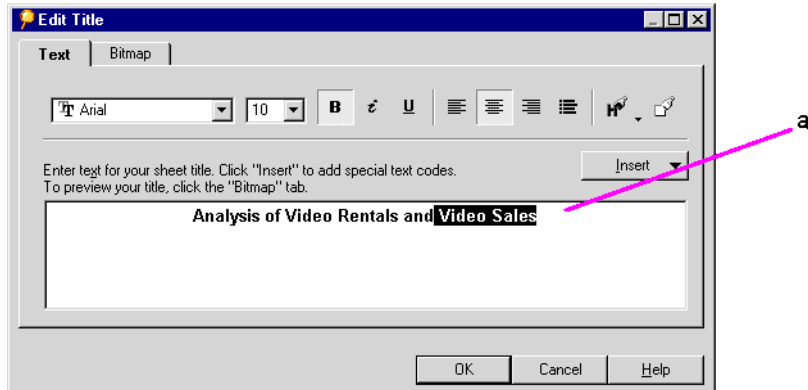 Edit Title
Text Bitmap
Arial 10 B i U
Insert
Enter text for your sheet title. Click "Insert" to add special text codes.
To preview your title, click the "Bitmap" tab.
Analysis of Video Rentals and Video Sales
OK Cancel Help
a